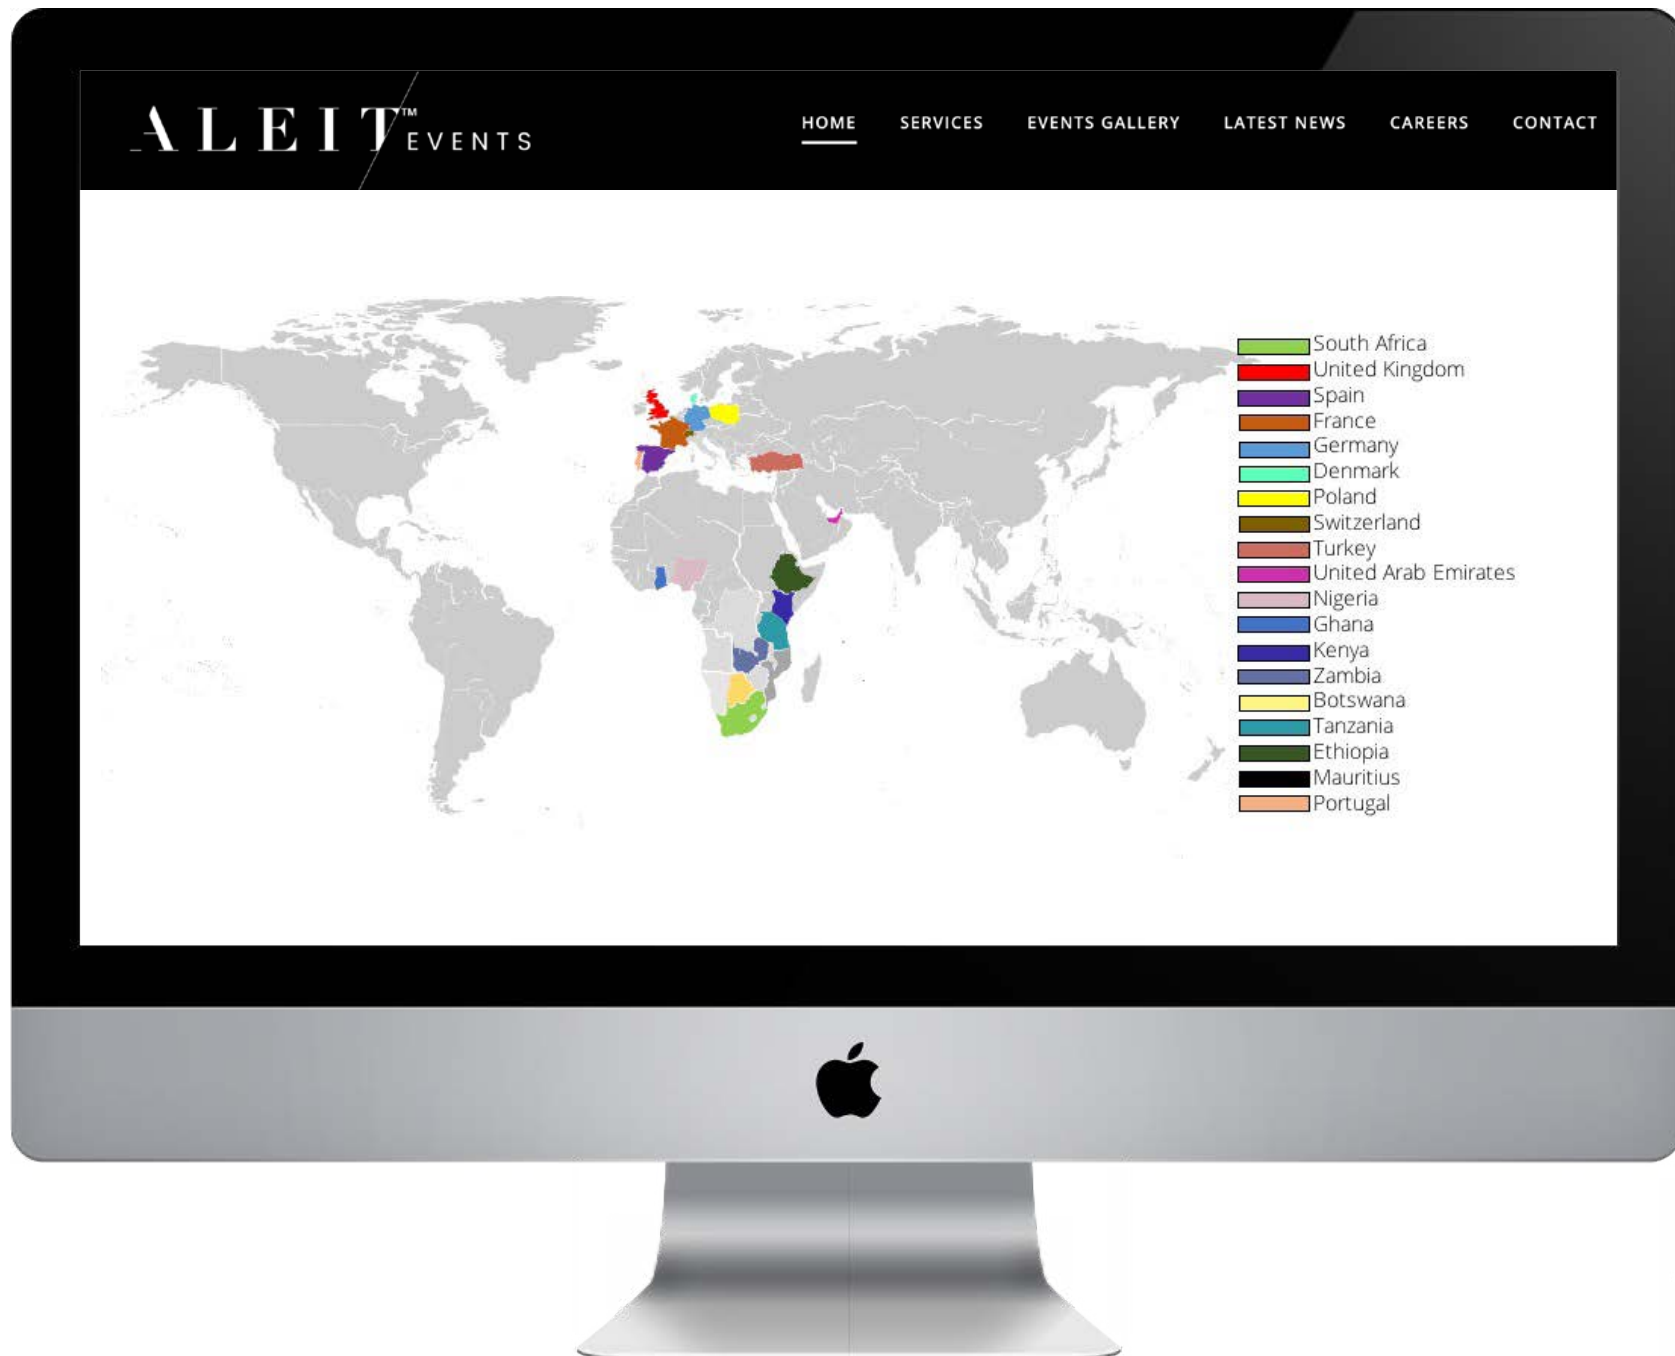 ALEIT™ EVENTS
HOME SERVICES EVENTS GALLERY LATEST NEWS CAREERS CONTACT
South Africa
United Kingdom
Spain
France
Germany
Denmark
Poland
Switzerland
Turkey
United Arab Emirates
Nigeria
Ghana
Kenya
Zambia
Botswana
Tanzania
Ethiopia
Mauritius
Portugal